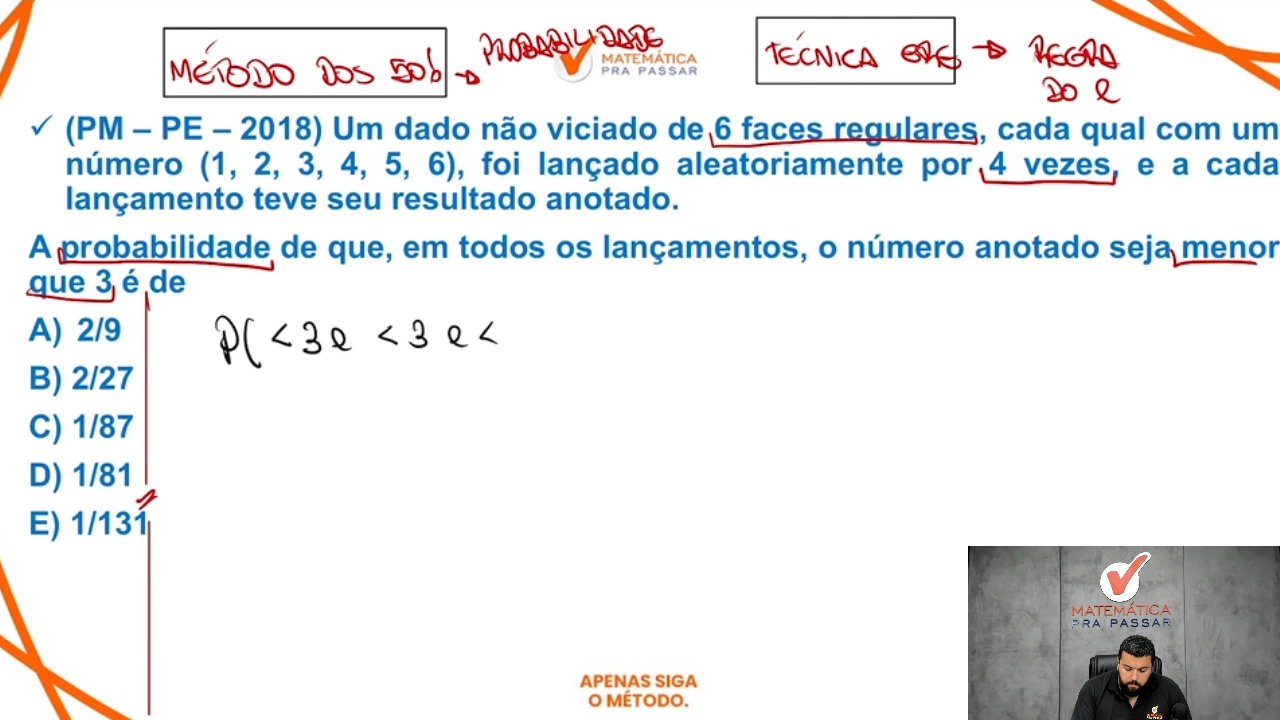 MÉTODO DOS 50% → PROBABILIDADE
MATEMÁTICA
PRA PASSAR
TÉCNICA → REGRA
DO E
✓ (PM – PE – 2018) Um dado não viciado de 6 faces regulares, cada qual com um
número (1, 2, 3, 4, 5, 6), foi lançado aleatoriamente por 4 vezes, e a cada
lançamento teve seu resultado anotado.
A probabilidade de que, em todos os lançamentos, o número anotado seja menor
que 3 é de
A) 2/9
B) 2/27
C) 1/87
D) 1/81
E) 1/131
P( < 3 e < 3 e <
MATEMÁTICA
PRA PASSAR
APENAS SIGA
O MÉTODO.